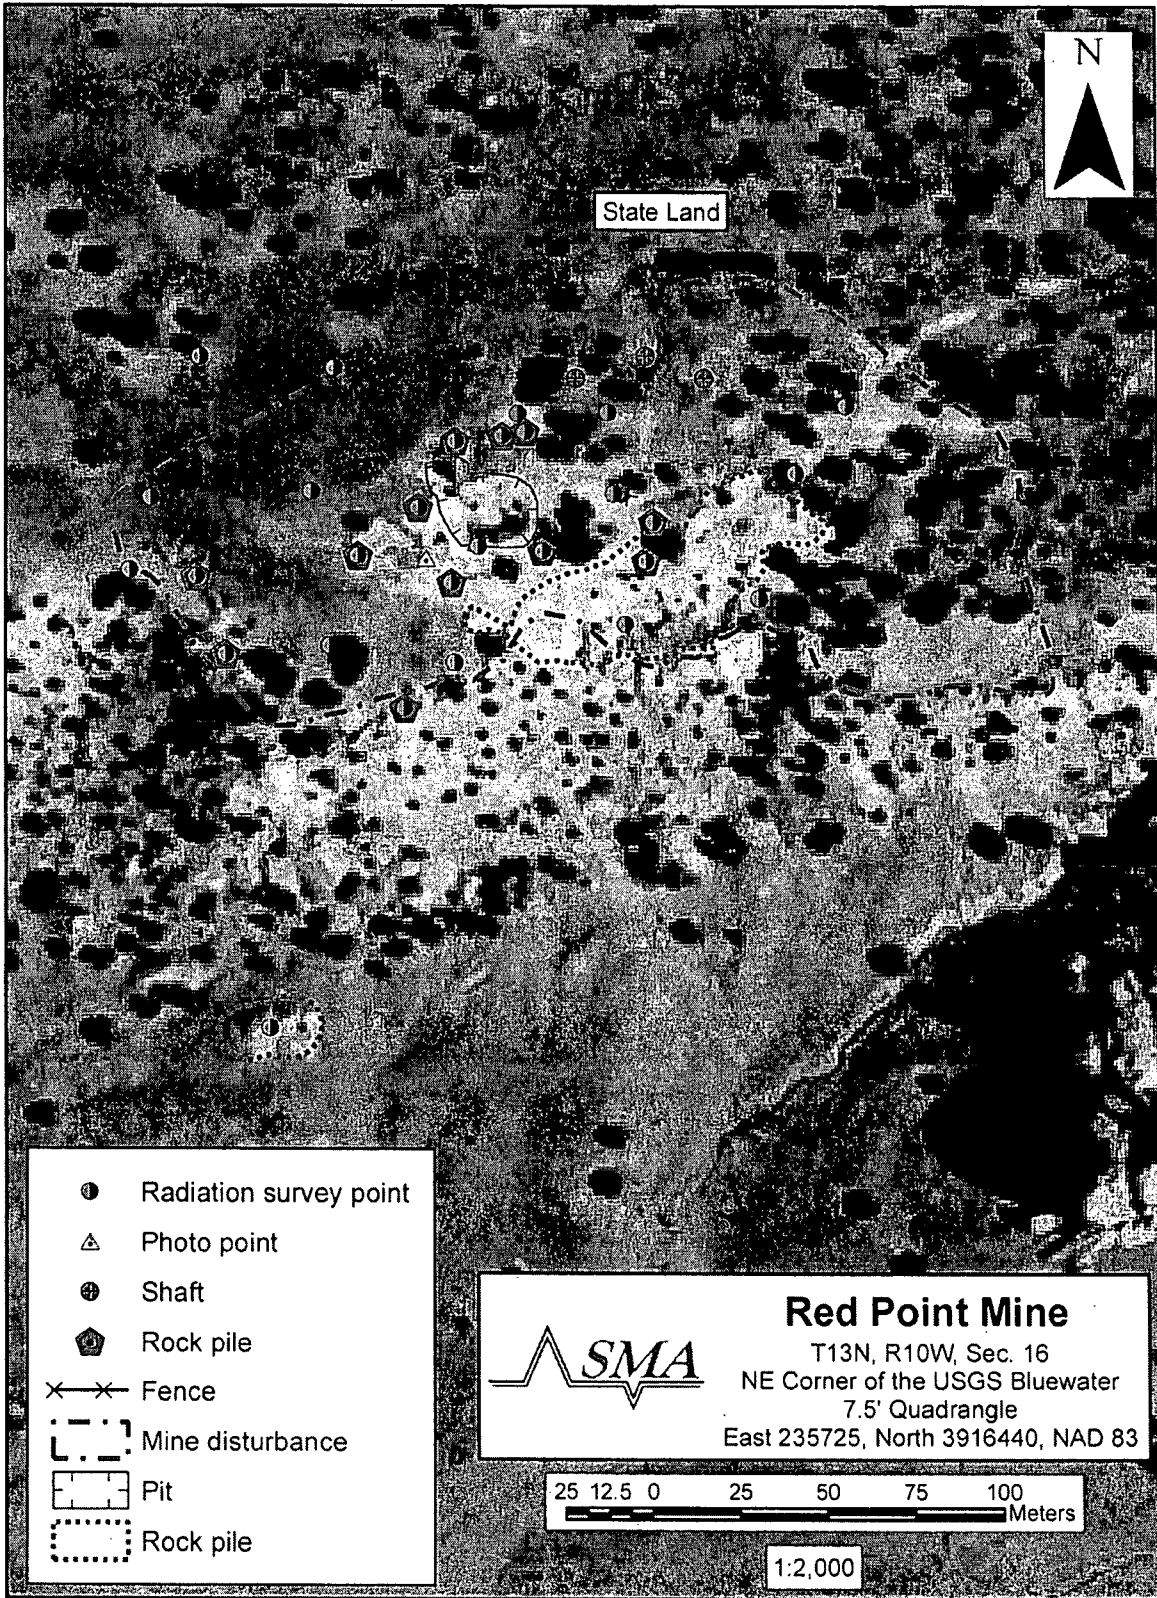 N
State Land
Radiation survey point
Photo point
Shaft
Rock pile
Fence
Mine disturbance
Pit
Rock pile
SMA
Red Point Mine
T13N, R10W, Sec. 16
NE Corner of the USGS Bluewater
7.5' Quadrangle
East 235725, North 3916440, NAD 83
25 12.5 0 25 50 75 100
Meters
1:2,000